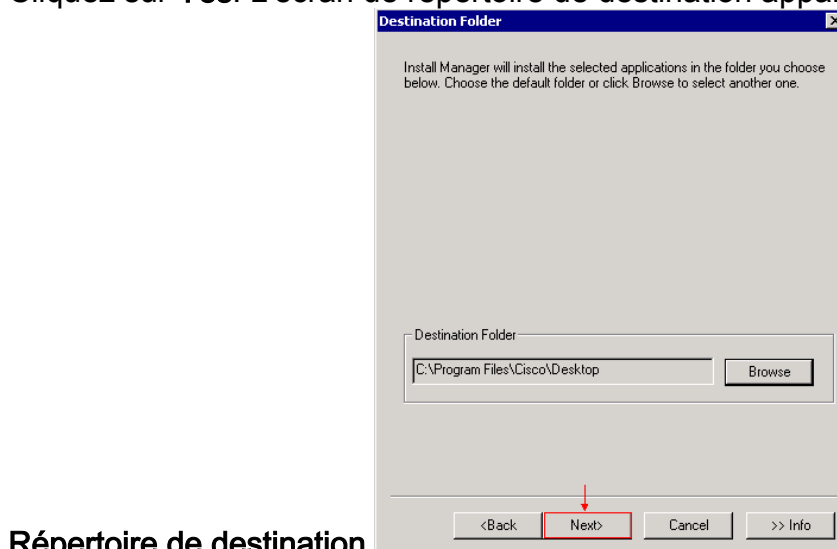 Destination Folder
Install Manager will install the selected applications in the folder you choose
below. Choose the default folder or click Browse to select another one.
Destination Folder
C:\Program Files\Cisco\Desktop
Browse
<Back
Next>
Cancel
>> Info
Répertoire de destination